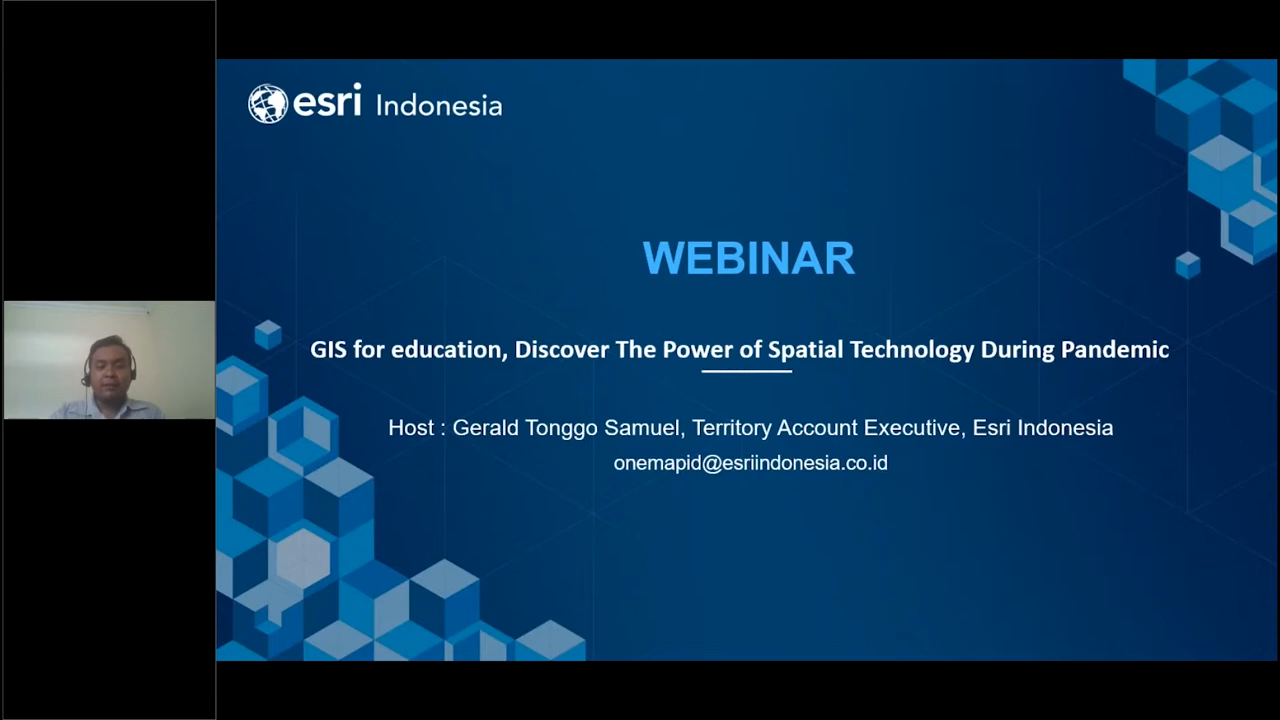 esri Indonesia
WEBINAR
GIS for education, Discover The Power of Spatial Technology During Pandemic
Host : Gerald Tonggo Samuel, Territory Account Executive, Esri Indonesia
onemapid@esriindonesia.co.id